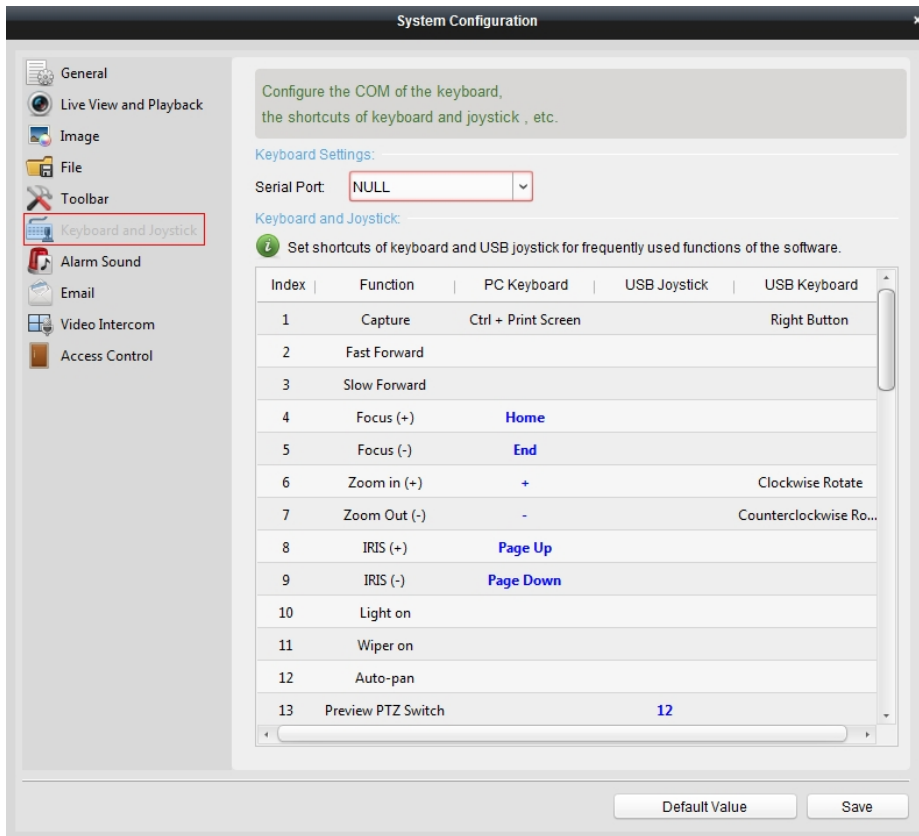 System Configuration
General
Live View and Playback
Image
File
Toolbar
Keyboard and Joystick
Alarm Sound
Email
Video Intercom
Access Control
Configure the COM of the keyboard,
the shortcuts of keyboard and joystick , etc.
Keyboard Settings:
Serial Port: NULL
Keyboard and Joystick:
Set shortcuts of keyboard and USB joystick for frequently used functions of the software.
Index Function PC Keyboard USB Joystick USB Keyboard
1 Capture Ctrl + Print Screen Right Button
2 Fast Forward
3 Slow Forward
4 Focus (+) Home
5 Focus (-) End
6 Zoom in (+) + Clockwise Rotate
7 Zoom Out (-) - Counterclockwise Ro...
8 IRIS (+) Page Up
9 IRIS (-) Page Down
10 Light on
11 Wiper on
12 Auto-pan
13 Preview PTZ Switch 12
Default Value Save